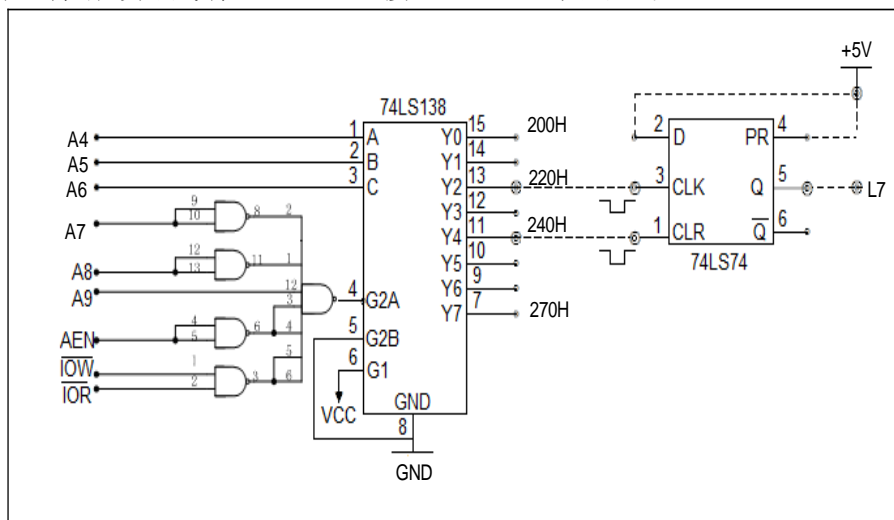 +5V
74LS138
A4 1 A Y0 15 200H 2 D PR 4
A5 2 B Y1 14
A6 3 C Y2 13 220H 3 CLK Q 5 L7
9 10 8 2 Y3 12
A7
Y4 11 240H 1 CLR Q 6
12 13 11 1 Y5 10 74LS74
A8
A9 12 3 4 G2A Y6 9
4 5 6 4 Y7 7 270H
AEN 5 G2B
IOW 1 5 6 G1
IOR 2 3 6
VCC GND
8
GND